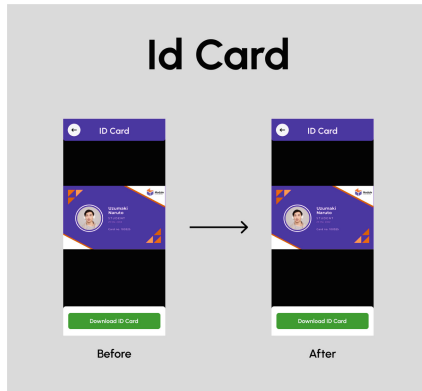 Id Card
ID Card
Uzumaki
Naruto
Download ID Card
Before
ID Card
Uzumaki
Naruto
Download ID Card
After